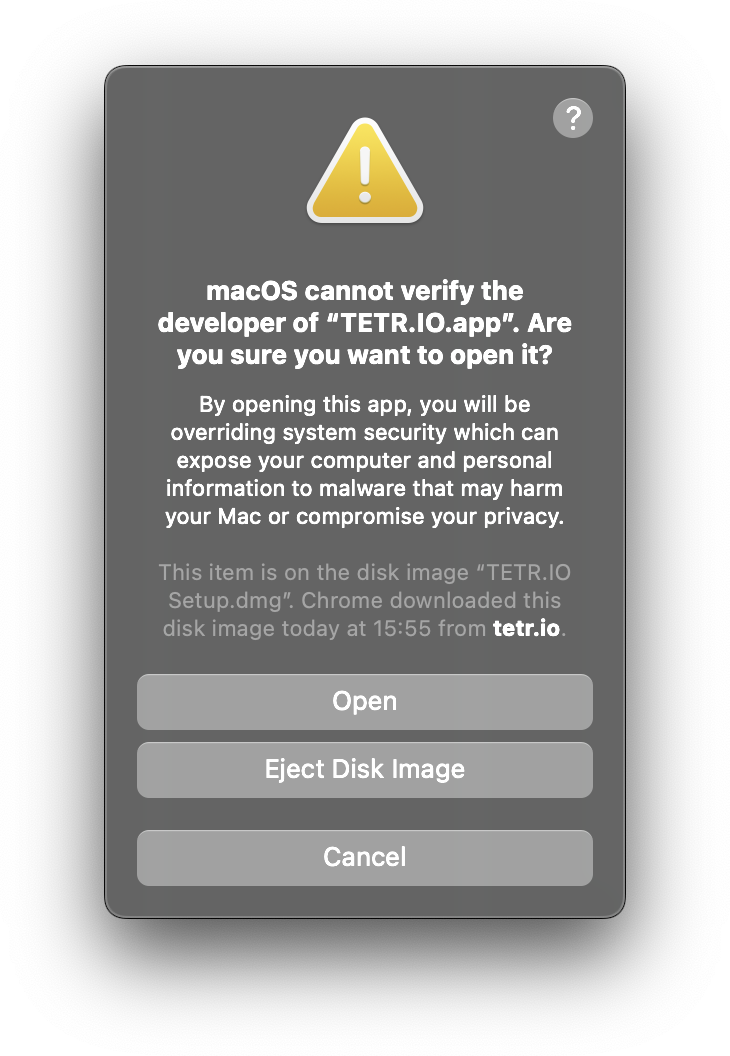 ?
macOS cannot verify the
developer of “TETR.IO.app”. Are
you sure you want to open it?
By opening this app, you will be
overriding system security which can
expose your computer and personal
information to malware that may harm
your Mac or compromise your privacy.
This item is on the disk image “TETR.IO
Setup.dmg”. Chrome downloaded this
disk image today at 15:55 from tetr.io.
Open
Eject Disk Image
Cancel